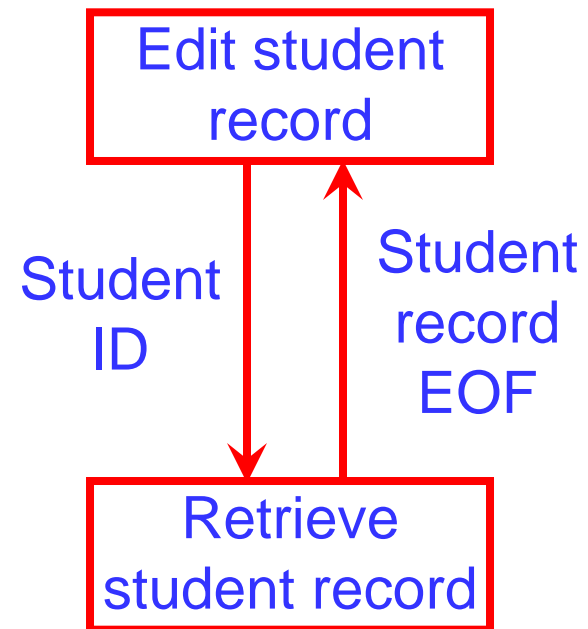 Edit student
record
Student
ID
Student
record
EOF
Retrieve
student record